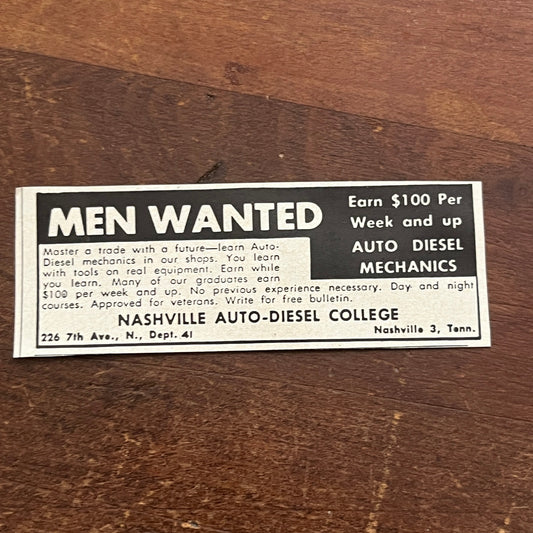 MEN WANTED
Earn $100 Per
Week and up
AUTO DIESEL
MECHANICS
Master a trade with a future—learn Auto-
Diesel mechanics in our shops. You learn
with tools on real equipment. Earn while
you learn. Many of our graduates earn
$100 per week and up. No previous experience necessary. Day and night
courses. Approved for veterans. Write for free bulletin.
NASHVILLE AUTO-DIESEL COLLEGE
226 7th Ave., N., Dept. 41
Nashville 3, Tenn.